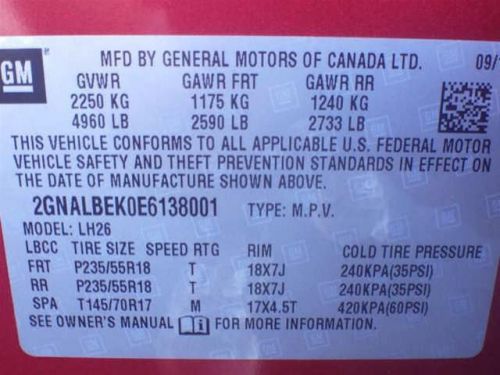 GM
MFD BY GENERAL MOTORS OF CANADA LTD. 09/1
GVWR GAWR FRT GAWR RR
2250 KG 1175 KG 1240 KG
4960 LB 2590 LB 2733 LB
THIS VEHICLE CONFORMS TO ALL APPLICABLE U.S. FEDERAL MOTOR
VEHICLE SAFETY AND THEFT PREVENTION STANDARDS IN EFFECT ON
THE DATE OF MANUFACTURE SHOWN ABOVE.
2GNALBEK0E6138001 TYPE: M.P.V.
MODEL: LH26
LBCC TIRE SIZE SPEED RTG RIM COLD TIRE PRESSURE
FRT P235/55R18 T 18X7J 240KPA(35PSI)
RR P235/55R18 T 18X7J 240KPA(35PSI)
SPA T145/70R17 M 17X4.5T 420KPA(60PSI)
SEE OWNER'S MANUAL FOR MORE INFORMATION.